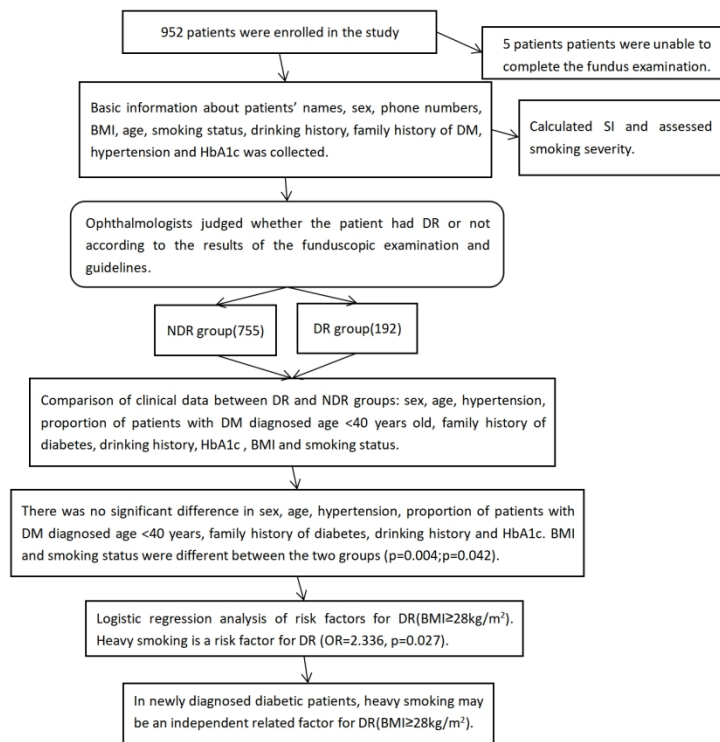 952 patients were enrolled in the study
5 patients patients were unable to
complete the fundus examination.
Basic information about patients’ names, sex, phone numbers,
BMI, age, smoking status, drinking history, family history of DM,
hypertension and HbA1c was collected.
Calculated SI and assessed
smoking severity.
Ophthalmologists judged whether the patient had DR or not
according to the results of the funduscopic examination and
guidelines.
NDR group(755)
DR group(192)
Comparison of clinical data between DR and NDR groups: sex, age, hypertension,
proportion of patients with DM diagnosed age <40 years old, family history of
diabetes, drinking history, HbA1c , BMI and smoking status.
There was no significant difference in sex, age, hypertension, proportion of patients with
DM diagnosed age <40 years, family history of diabetes, drinking history and HbA1c. BMI
and smoking status were different between the two groups (p=0.004;p=0.042).
Logistic regression analysis of risk factors for DR(BMI≥28kg/m²).
Heavy smoking is a risk factor for DR (OR=2.336, p=0.027).
In newly diagnosed diabetic patients, heavy smoking may
be an independent related factor for DR(BMI≥28kg/m²).